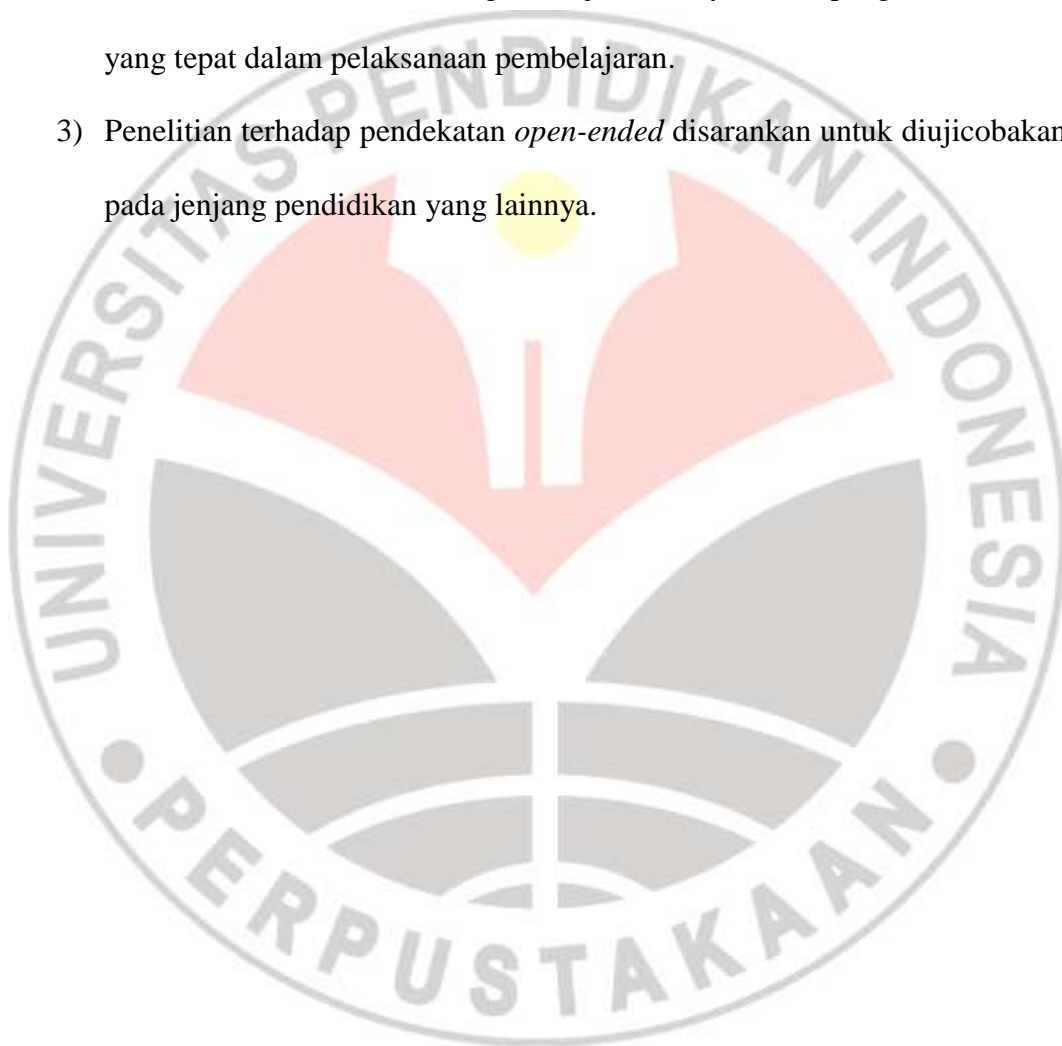 yang tepat dalam pelaksanaan pembelajaran.
3) Penelitian terhadap pendekatan open-ended disarankan untuk diujicobakan
pada jenjang pendidikan yang lainnya.
UNIVERSITAS PENDIDIKAN INDONESIA
• PERPUSTAKAAN •